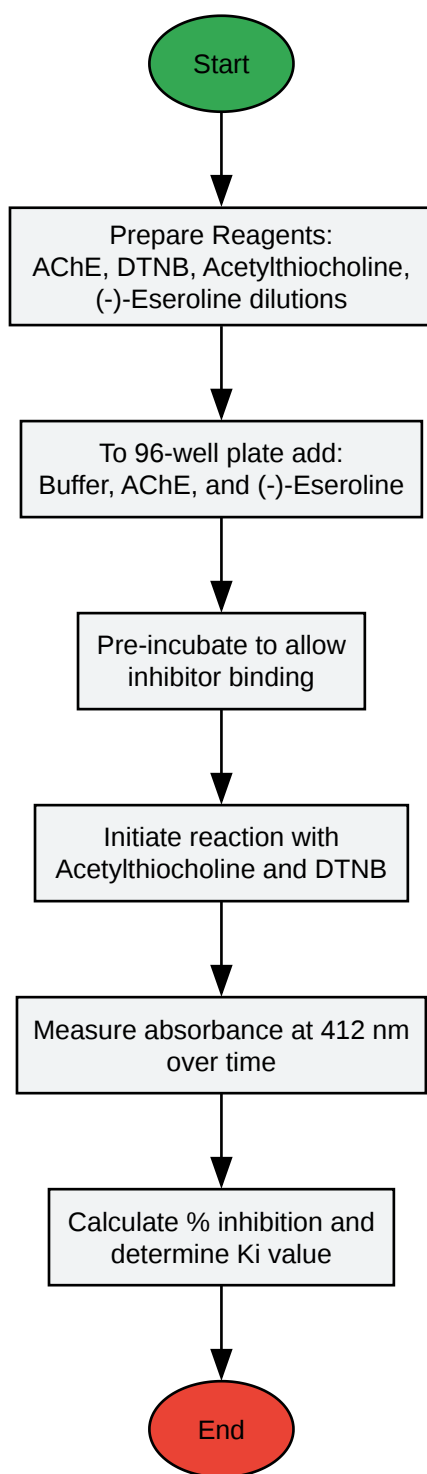 Start
Prepare Reagents:
AChE, DTNB, Acetylthiocholine,
(-)-Eseroline dilutions
To 96-well plate add:
Buffer, AChE, and (-)-Eseroline
Pre-incubate to allow
inhibitor binding
Initiate reaction with
Acetylthiocholine and DTNB
Measure absorbance at 412 nm
over time
Calculate % inhibition and
determine Ki value
End